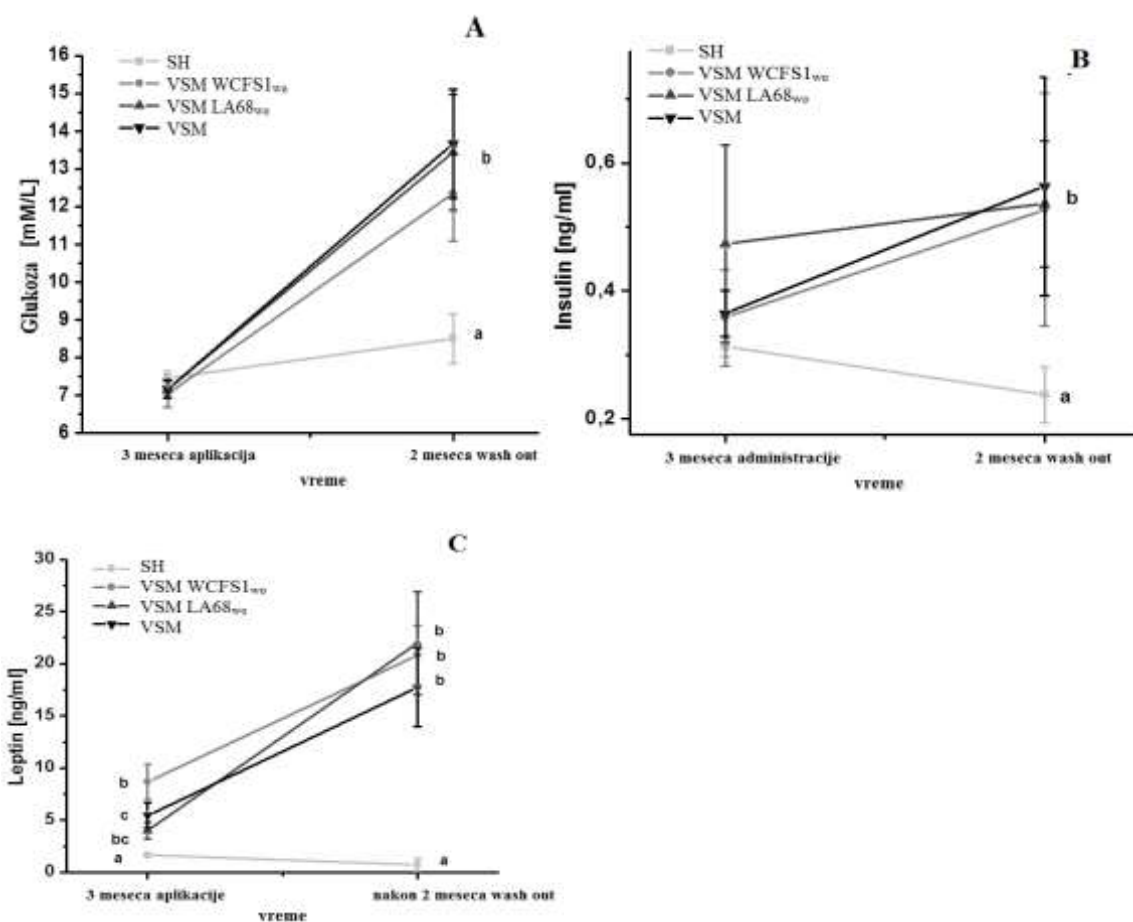 A
SH
VSM WCFS1wo
VSM LA68wo
VSM
16
15
14
13
12
11
10
9
8
7
6
Glukoza [mM/L]
b
a
3 meseca aplikacija
2 meseca wash out
vreme
B
SH
VSM WCFS1wo
VSM LA68wo
VSM
0,6
0,4
0,2
Insulin [ng/ml]
b
a
3 meseca administracije
2 meseca wash out
vreme
C
SH
VSM WCFS1wo
VSM LA68wo
VSM
30
25
20
15
10
5
0
Leptin [ng/ml]
b
b
b
b
c
bc
a
a
3 meseca aplikacije
nakon 2 meseca wash out
vreme